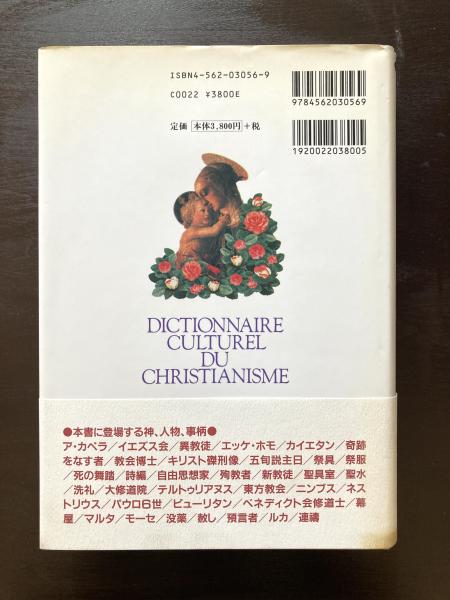 ISBN4-562-03056-9
C0022 ¥3800E
定価 本体3,800円 +税
9784562030569
1920022038005
DICTIONNAIRE
CULTUREL
DU
CHRISTIANISME
●本書に登場する神、人物、事柄●
ア・カペラ／イエズス会／異教徒／エッケ・ホモ／カイエタン／奇跡
をなす者／教会博士／キリスト磔刑像／五旬説主日／祭具／祭服
／死の舞踏／詩編／自由思想家／殉教者／新教徒／聖具室／聖水
／洗礼／大修道院／テルトゥリアヌス／東方教会／ニンブス／ネス
トリウス／パウロ6世／ピューリタン／ベネディクト会修道士／幕
屋／マルタ／モーセ／没薬／赦し／預言者／ルカ／連禱